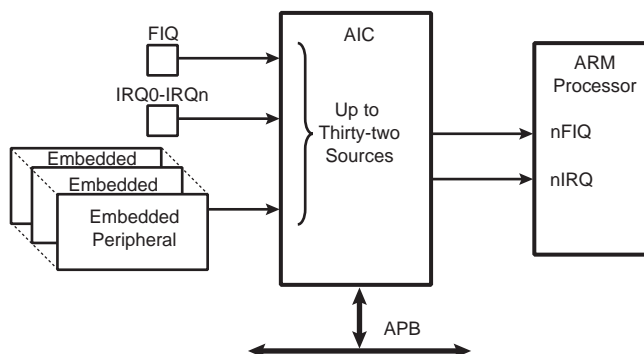 FIQ
IRQ0-IRQn
Embedded
Embedded
Embedded
Peripheral
AIC
Up to
Thirty-two
Sources
ARM
Processor
nFIQ
nIRQ
APB